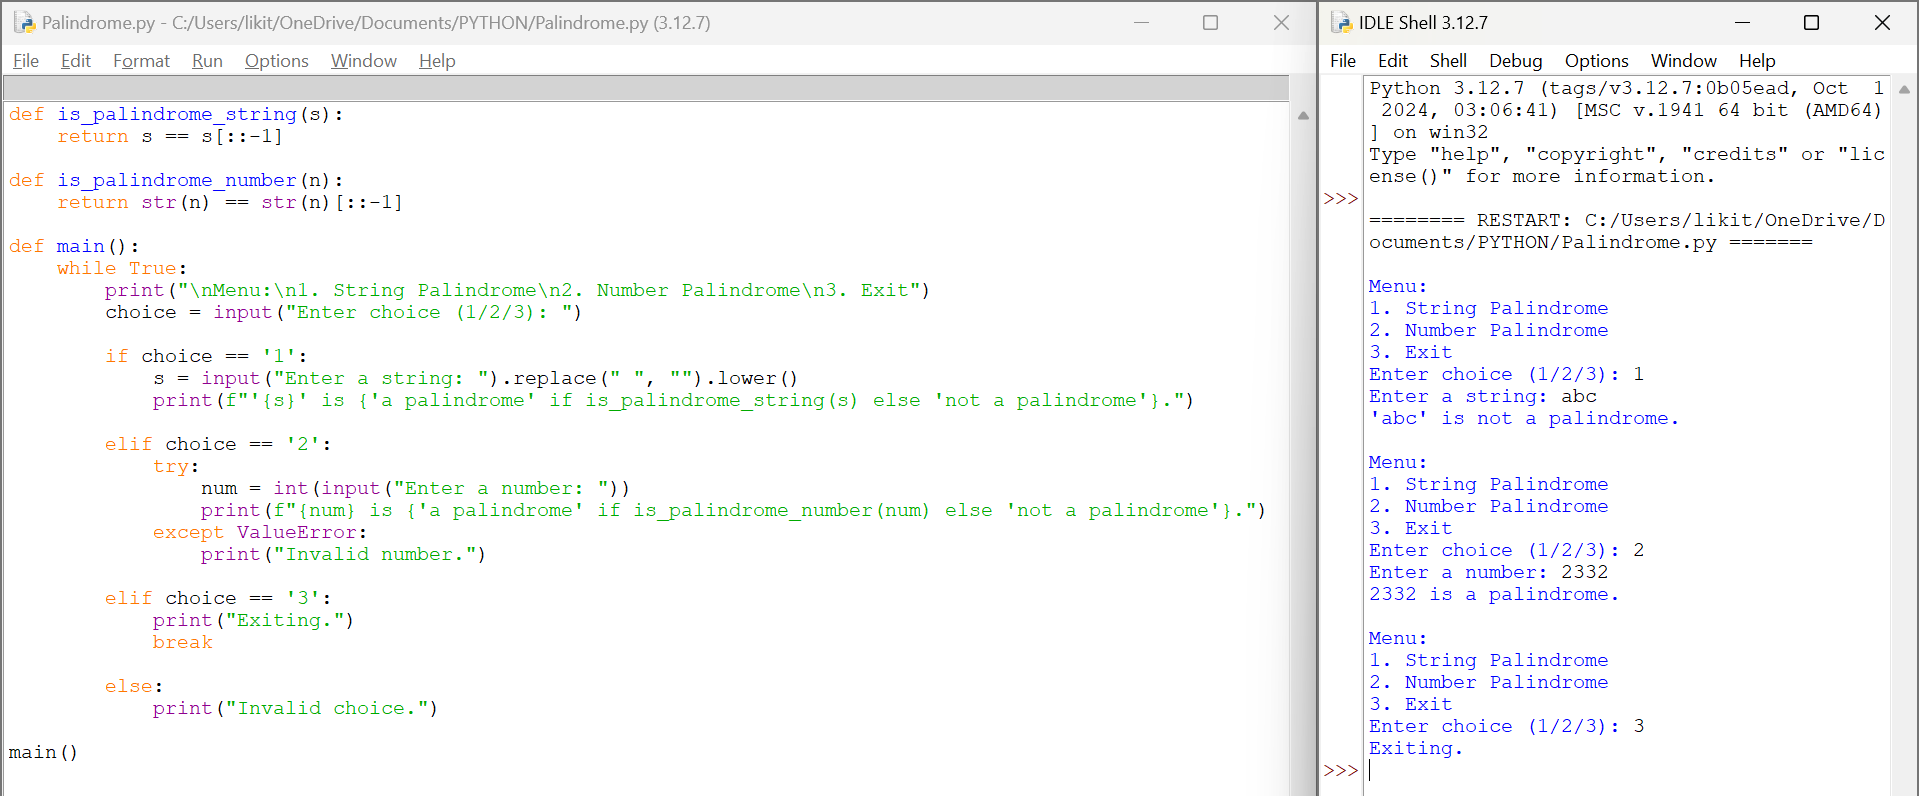 Palindrome.py - C:/Users/likit/OneDrive/Documents/PYTHON/Palindrome.py (3.12.7)
File Edit Format Run Options Window Help
def is_palindrome_string(s):
    return s == s[::-1]

def is_palindrome_number(n):
    return str(n) == str(n)[::-1]

def main():
    while True:
        print("\nMenu:\n1. String Palindrome\n2. Number Palindrome\n3. Exit")
        choice = input("Enter choice (1/2/3): ")

        if choice == '1':
            s = input("Enter a string: ").replace(" ", "").lower()
            print(f"'{s}' is {'a palindrome' if is_palindrome_string(s) else 'not a palindrome'}.")

        elif choice == '2':
            try:
                num = int(input("Enter a number: "))
                print(f"{num} is {'a palindrome' if is_palindrome_number(num) else 'not a palindrome'}.")
            except ValueError:
                print("Invalid number.")

        elif choice == '3':
            print("Exiting.")
            break

        else:
            print("Invalid choice.")

main()
IDLE Shell 3.12.7
File Edit Shell Debug Options Window Help
Python 3.12.7 (tags/v3.12.7:0b05ead, Oct  1
 2024, 03:06:41) [MSC v.1941 64 bit (AMD64)
] on win32
Type "help", "copyright", "credits" or "lic
ense()" for more information.
>>>
======== RESTART: C:/Users/likit/OneDrive/D
ocuments/PYTHON/Palindrome.py =======

Menu:
1. String Palindrome
2. Number Palindrome
3. Exit
Enter choice (1/2/3): 1
Enter a string: abc
'abc' is not a palindrome.

Menu:
1. String Palindrome
2. Number Palindrome
3. Exit
Enter choice (1/2/3): 2
Enter a number: 2332
2332 is a palindrome.

Menu:
1. String Palindrome
2. Number Palindrome
3. Exit
Enter choice (1/2/3): 3
Exiting.
>>>